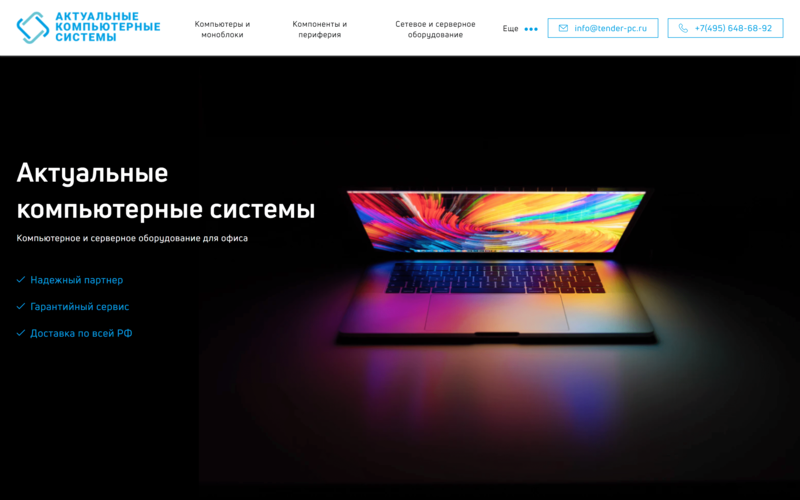 АКТУАЛЬНЫЕ
КОМПЬЮТЕРНЫЕ
СИСТЕМЫ
Компьютеры и
моноблоки
Компоненты и
периферия
Сетевое и серверное
оборудование
Еще
info@tender-pc.ru
+7(495) 648-68-92
Актуальные
компьютерные системы
Компьютерное и серверное оборудование для офиса
Надежный партнер
Гарантийный сервис
Доставка по всей РФ